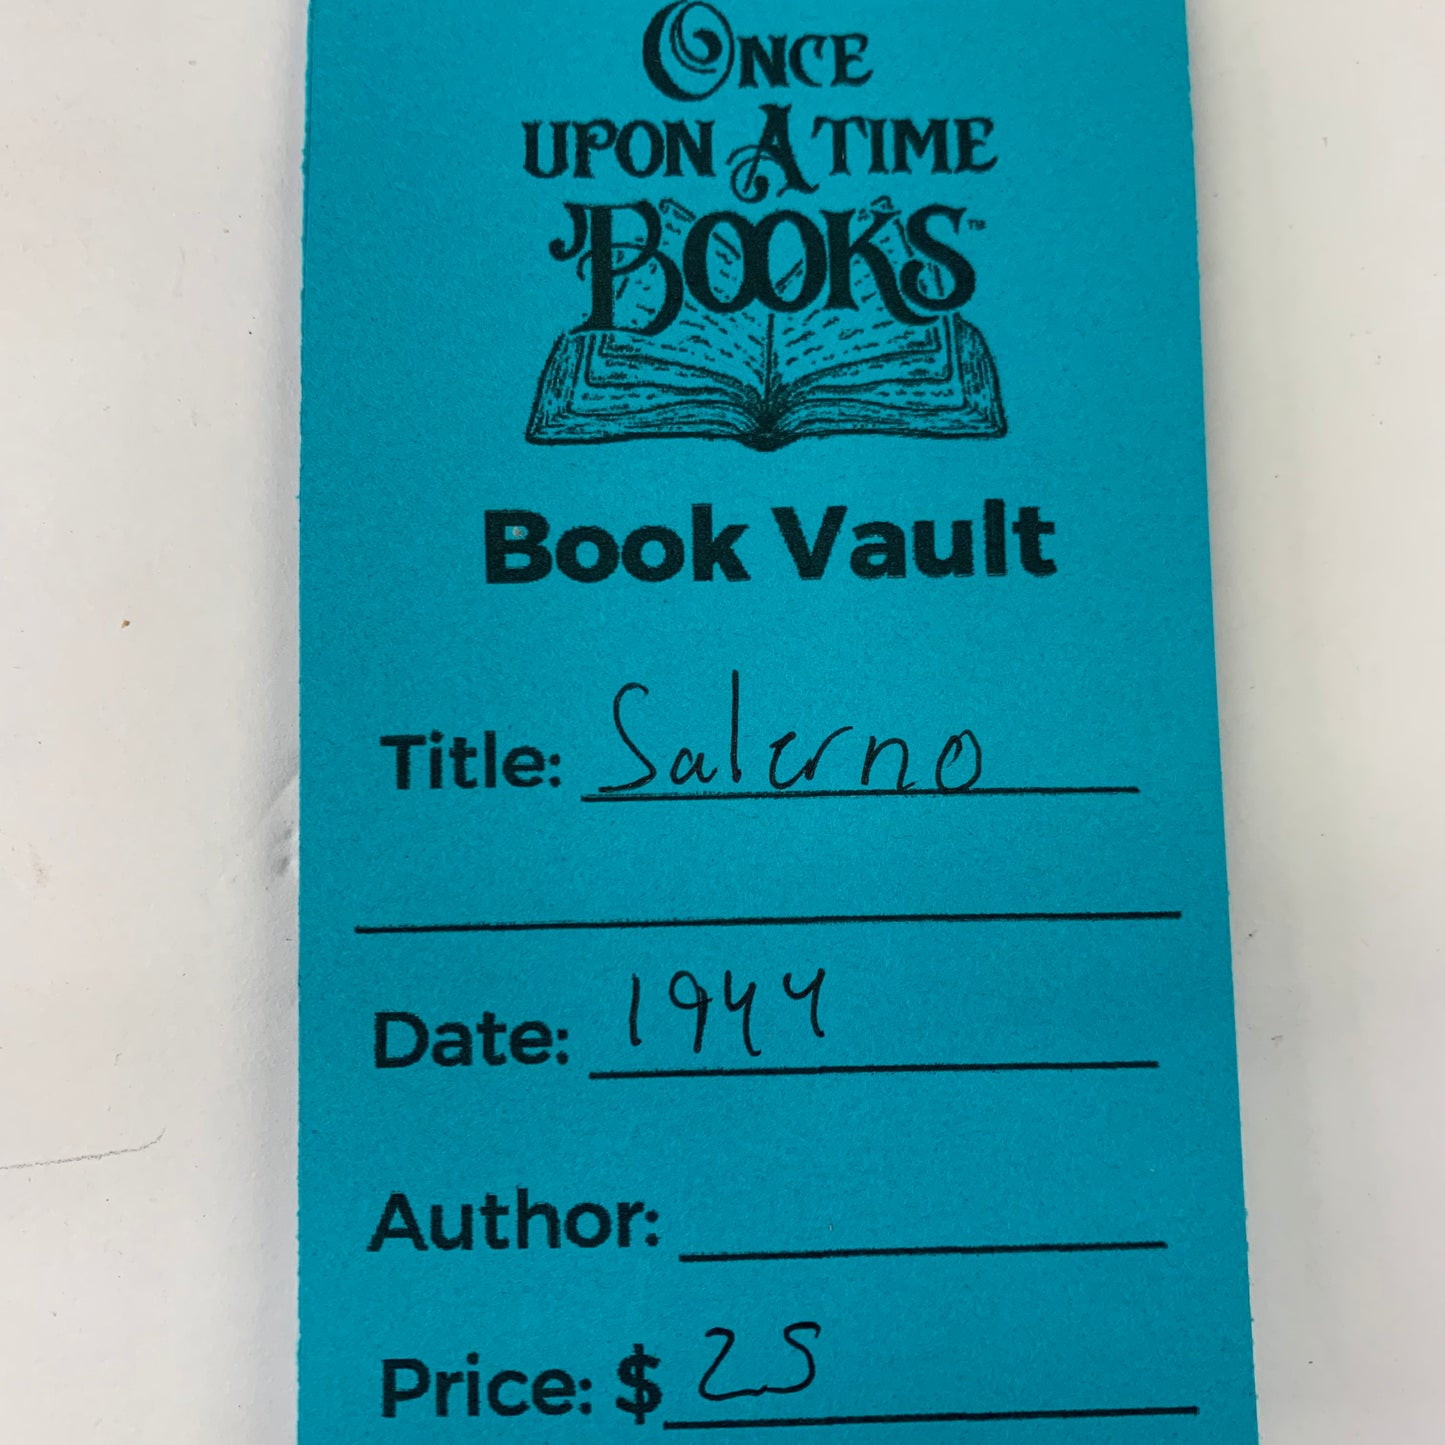 ONCE
UPON A TIME
BOOKS™
Book Vault
Title: Salerno
Date: 1944
Author:
Price: $ 25